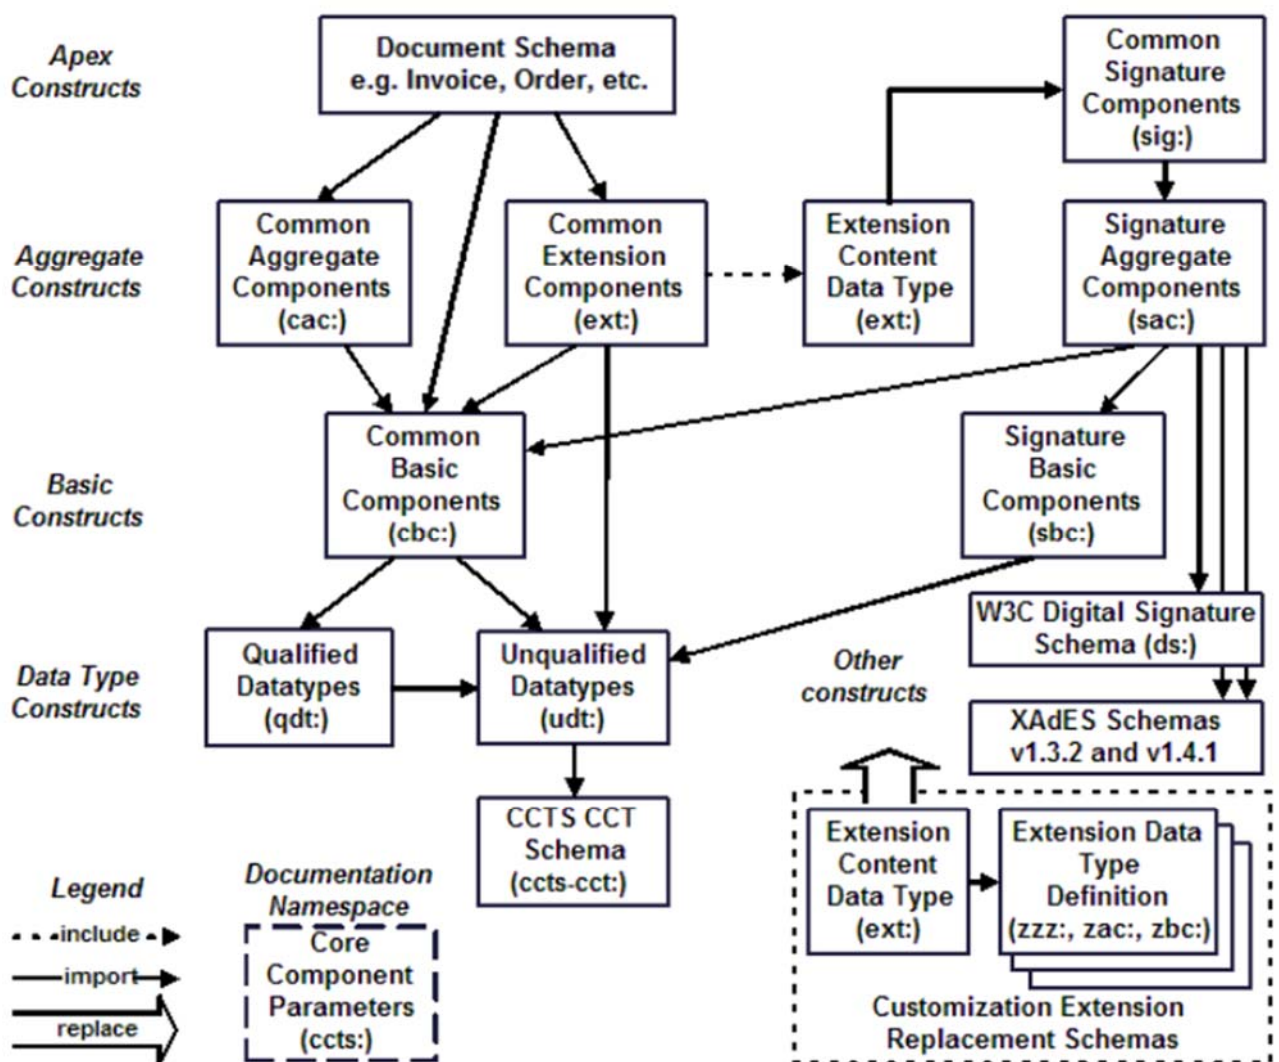 Apex
Constructs
Document Schema
e.g. Invoice, Order, etc.
Common
Signature
Components
(sig:)
Aggregate
Constructs
Common
Aggregate
Components
(cac:)
Common
Extension
Components
(ext:)
Extension
Content
Data Type
(ext:)
Signature
Aggregate
Components
(sac:)
Basic
Constructs
Common
Basic
Components
(cbc:)
Signature
Basic
Components
(sbc:)
W3C Digital Signature
Schema (ds:)
Data Type
Constructs
Qualified
Datatypes
(qdt:)
Unqualified
Datatypes
(udt:)
Other
constructs
XAdES Schemas
v1.3.2 and v1.4.1
CCTS CCT
Schema
(ccts-cct:)
Extension
Content
Data Type
(ext:)
Extension Data
Type
Definition
(zzz:, zac:, zbc:)
Customization Extension
Replacement Schemas
Legend
include
import
replace
Documentation
Namespace
Core
Component
Parameters
(ccts:)